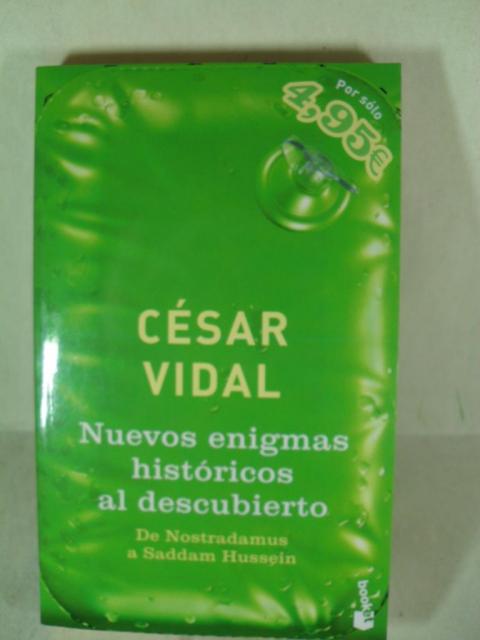 Por sólo
4,95€
CÉSAR
VIDAL
Nuevos enigmas
históricos
al descubierto
De Nostradamus
a Saddam Hussein
booket